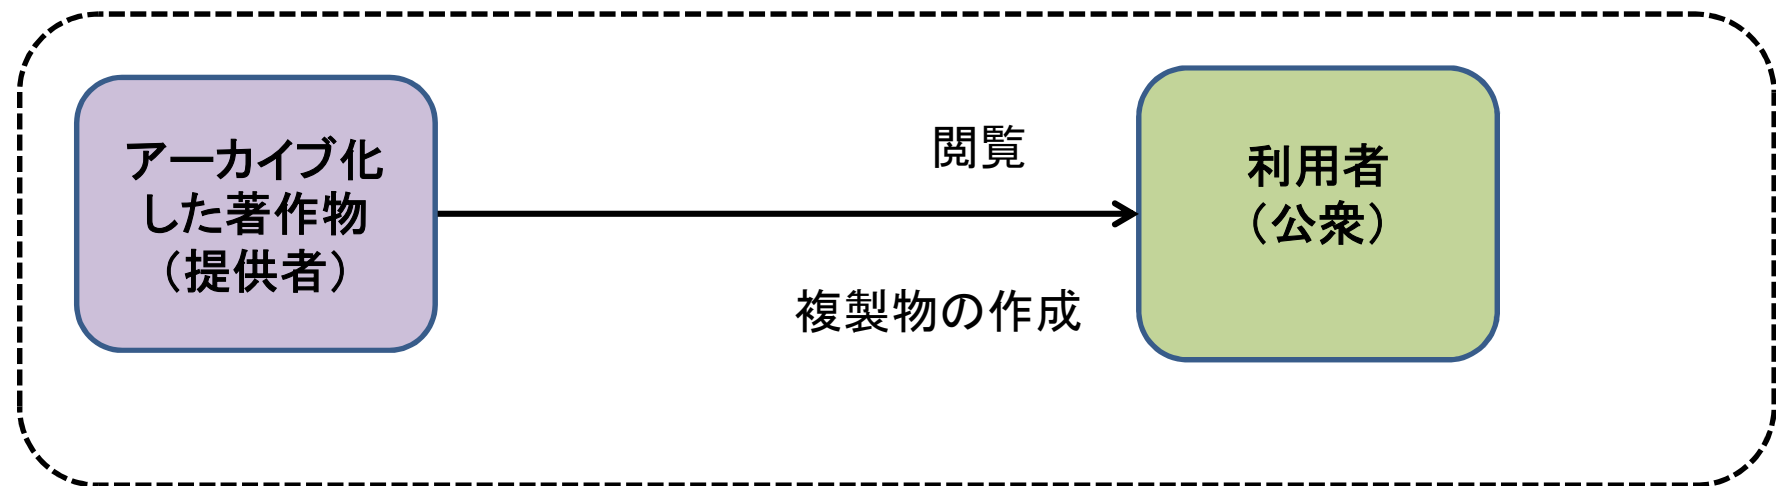 アーカイブ化
した著作物
（提供者）
閲覧
複製物の作成
利用者
（公衆）